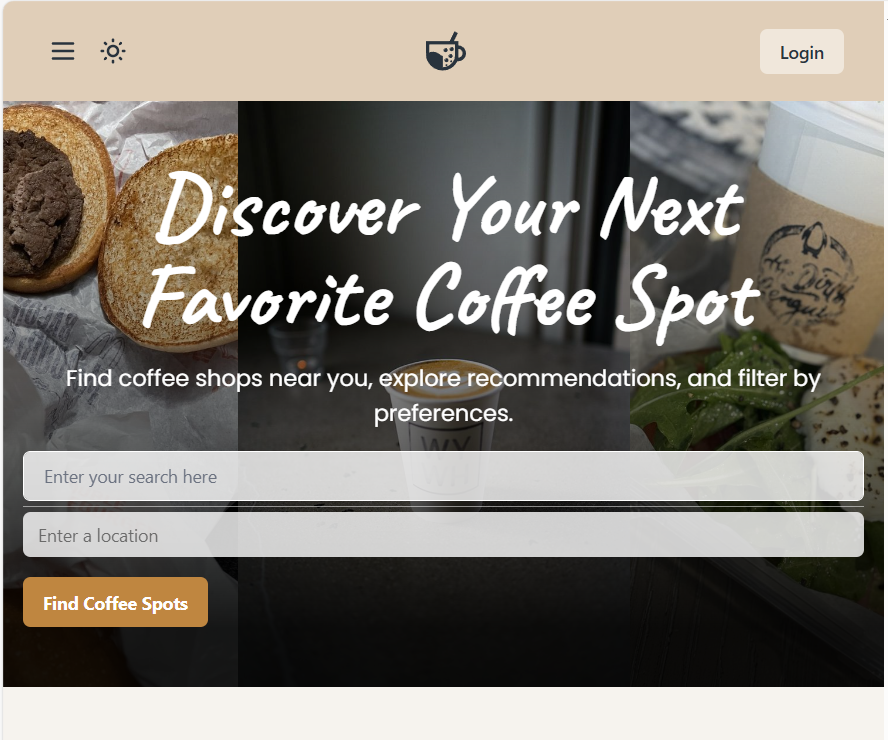 Login
Discover Your Next
Favorite Coffee Spot
Find coffee shops near you, explore recommendations, and filter by
preferences.
WY
Enter your search here
Enter a location
Find Coffee Spots